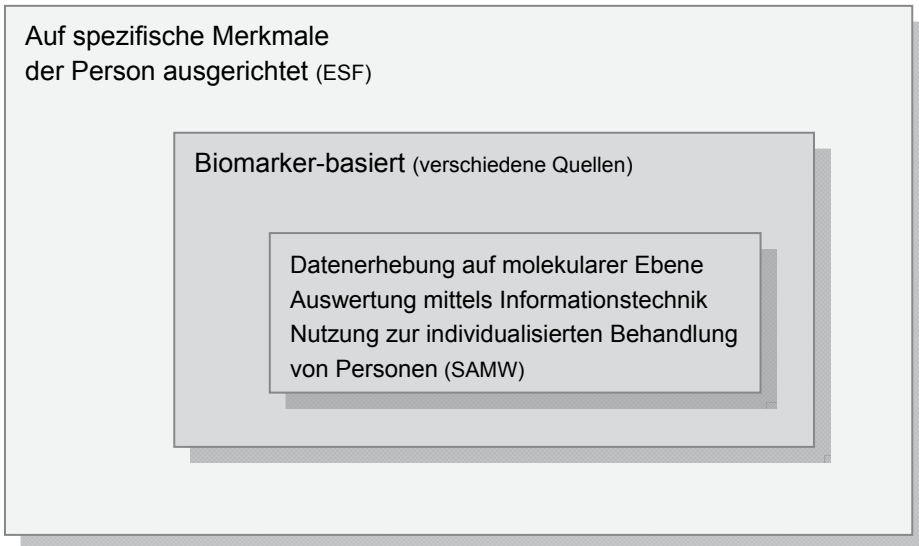 Auf spezifische Merkmale
der Person ausgerichtet (ESF)
Biomarker-basiert (verschiedene Quellen)
Datenerhebung auf molekularer Ebene
Auswertung mittels Informationstechnik
Nutzung zur individualisierten Behandlung
von Personen (SAMW)